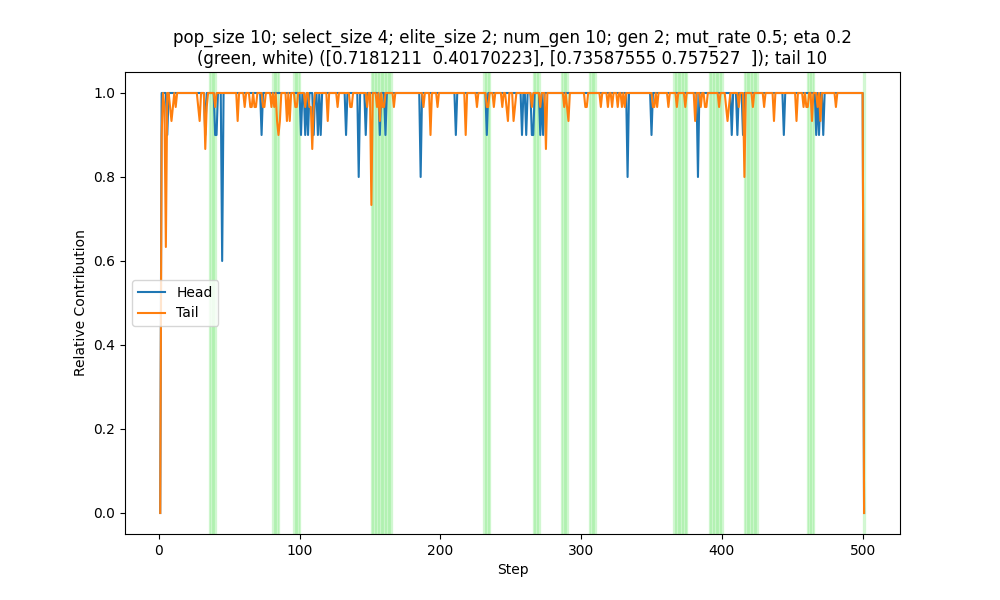 pop_size 10; select_size 4; elite_size 2; num_gen 10; gen 2; mut_rate 0.5; eta 0.2
(green, white) ([0.7181211  0.40170223], [0.73587555 0.757527  ]); tail 10
1.0
0.8
0.6
0.4
0.2
0.0
Relative Contribution
Head
Tail
0
100
200
300
400
500
Step